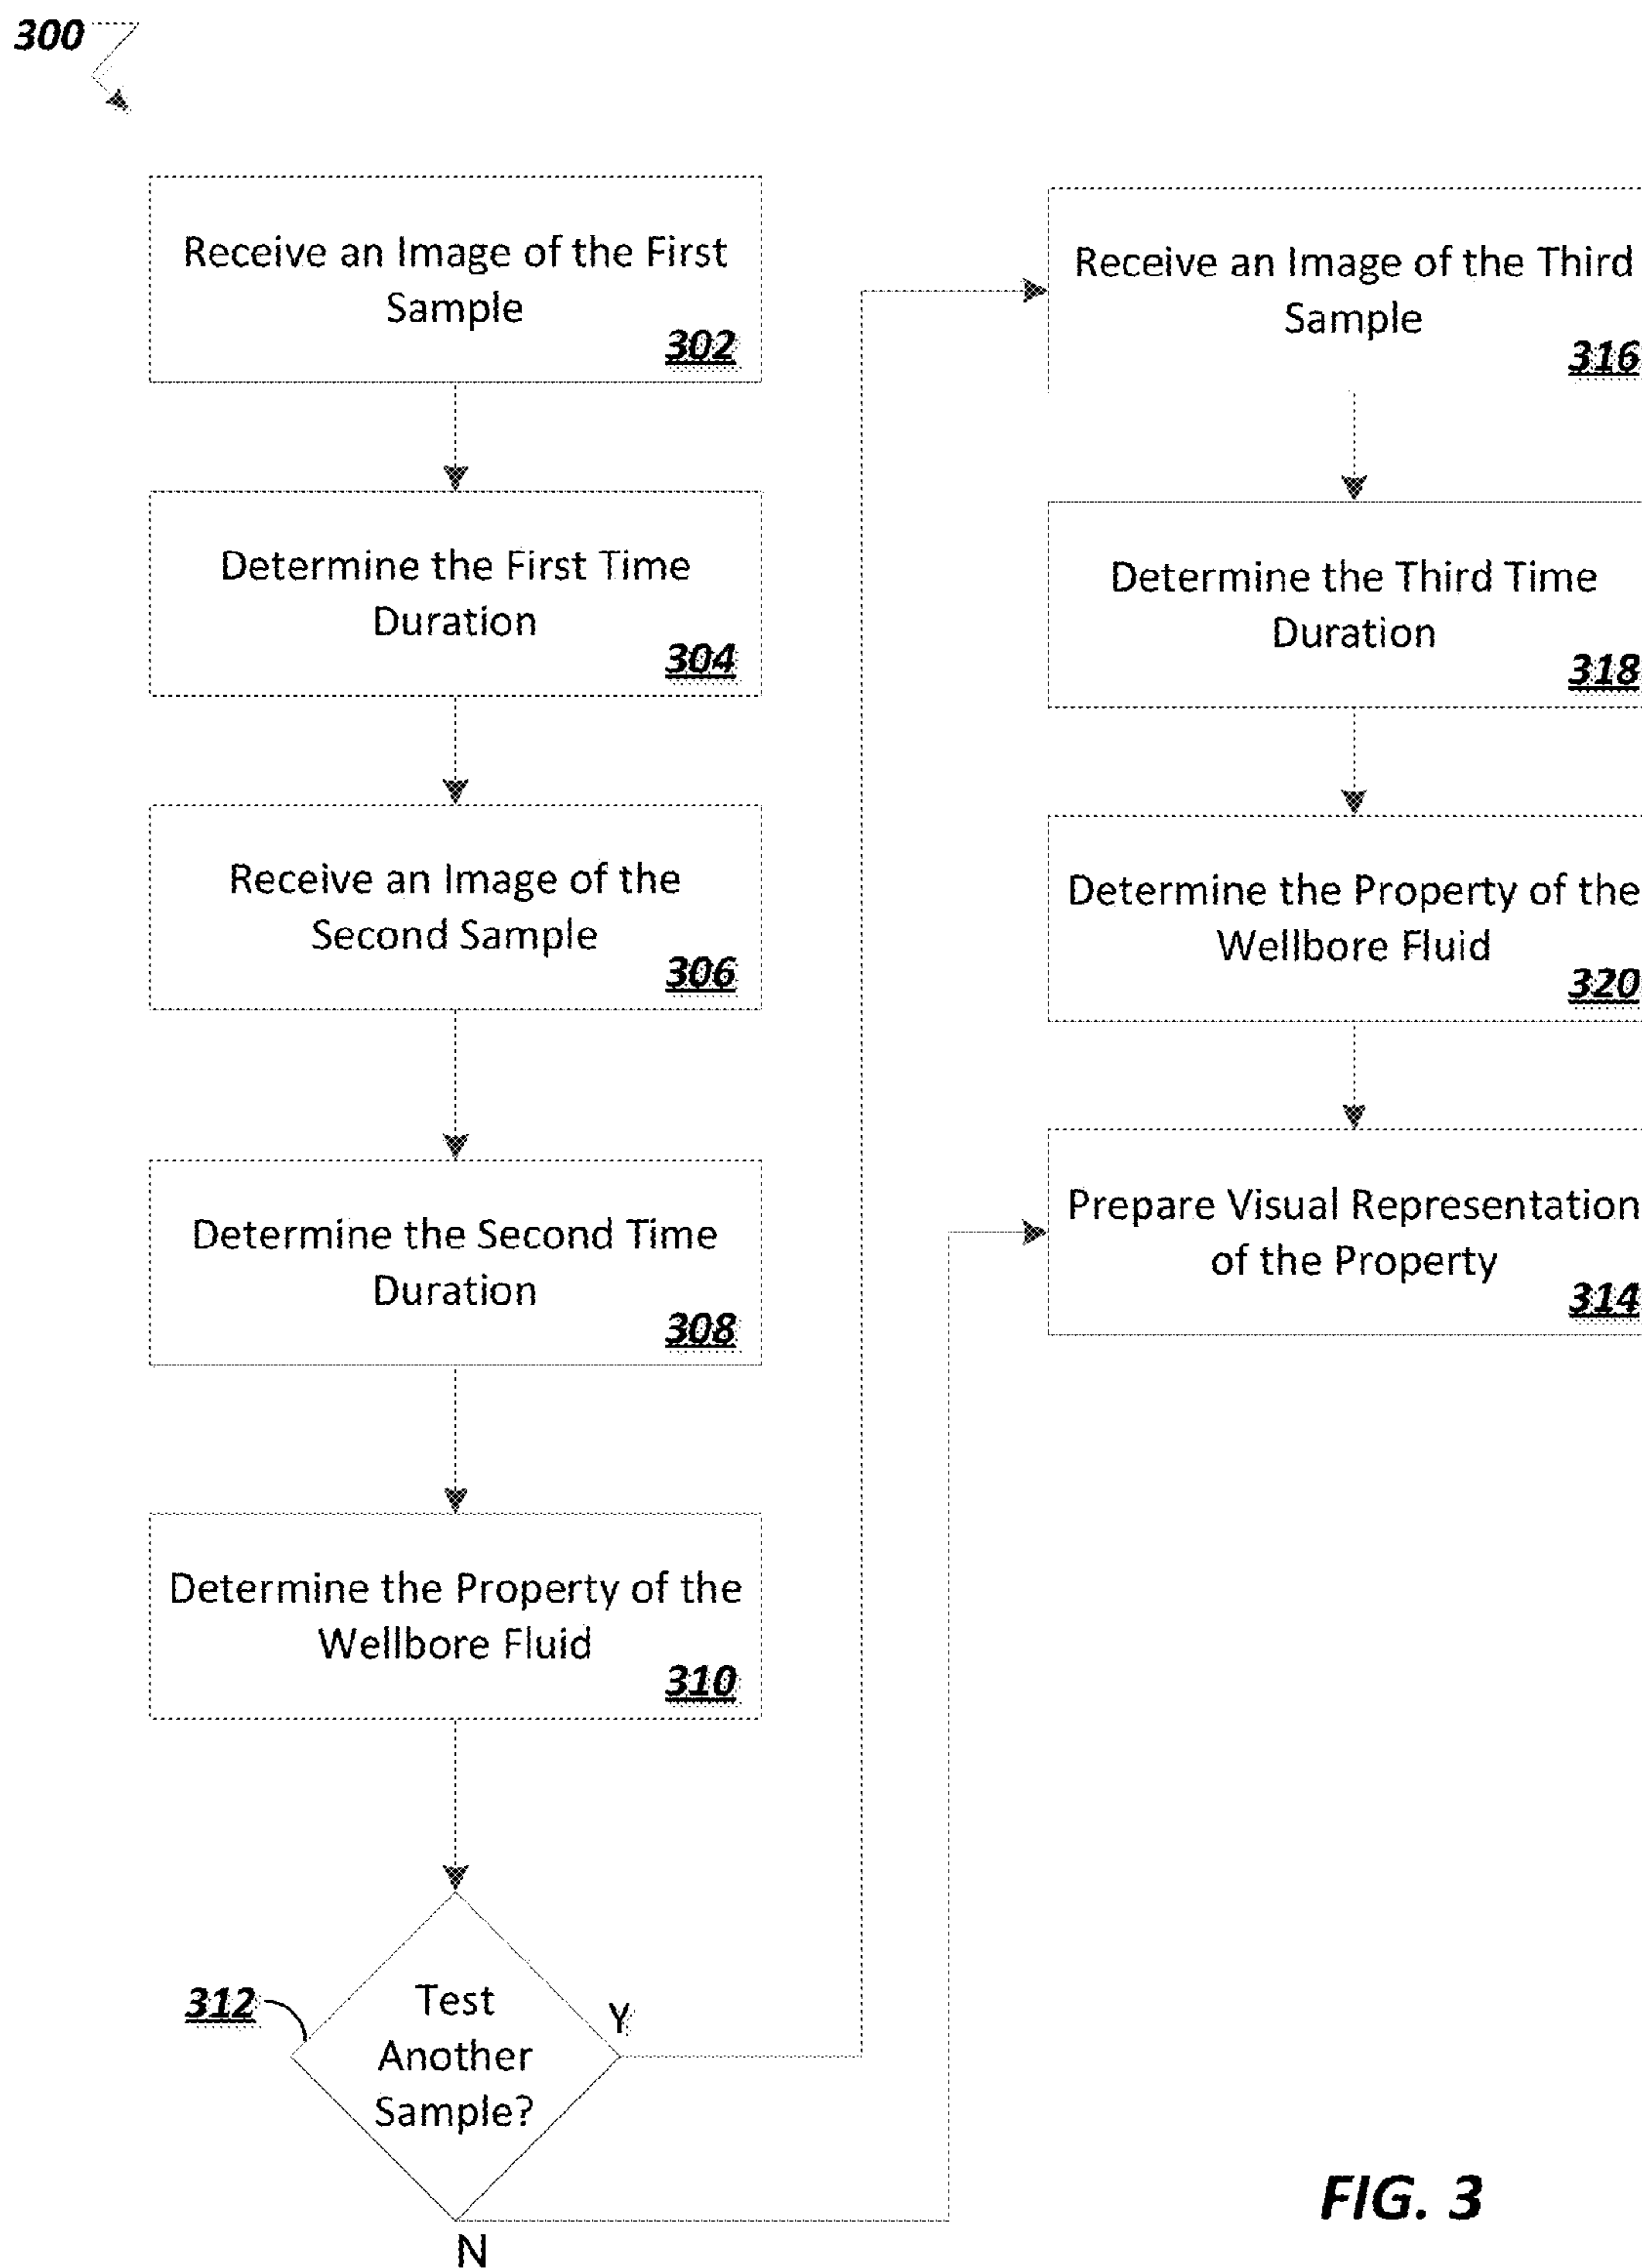 300
Receive an Image of the First
Sample
302
Determine the First Time
Duration
304
Receive an Image of the
Second Sample
306
Determine the Second Time
Duration
308
Determine the Property of the
Wellbore Fluid
310
312
Test
Another
Sample?
Y
N
Receive an Image of the Third
Sample
316
Determine the Third Time
Duration
318
Determine the Property of the
Wellbore Fluid
320
Prepare Visual Representation
of the Property
314
FIG. 3